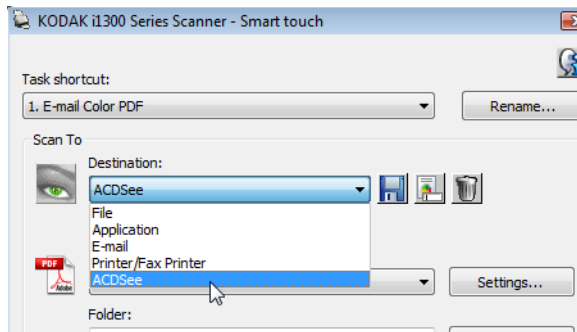 KODAK i1300 Series Scanner - Smart touch
Task shortcut:
1. E-mail Color PDF
Rename...
Scan To
Destination:
ACDSee
File
Application
E-mail
Printer/Fax Printer
ACDSee
PDF
Adobe
Settings...
Folder: